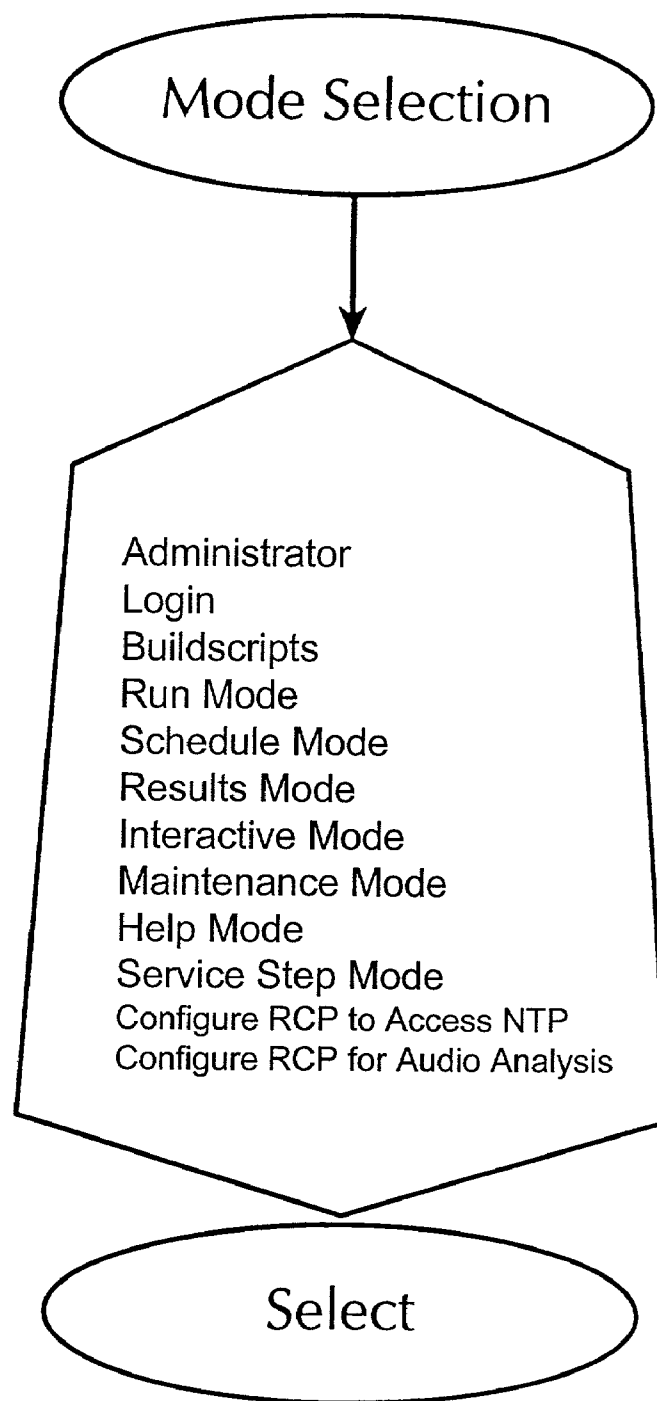 Mode Selection
Administrator
Login
Buildscripts
Run Mode
Schedule Mode
Results Mode
Interactive Mode
Maintenance Mode
Help Mode
Service Step Mode
Configure RCP to Access NTP
Configure RCP for Audio Analysis
Select